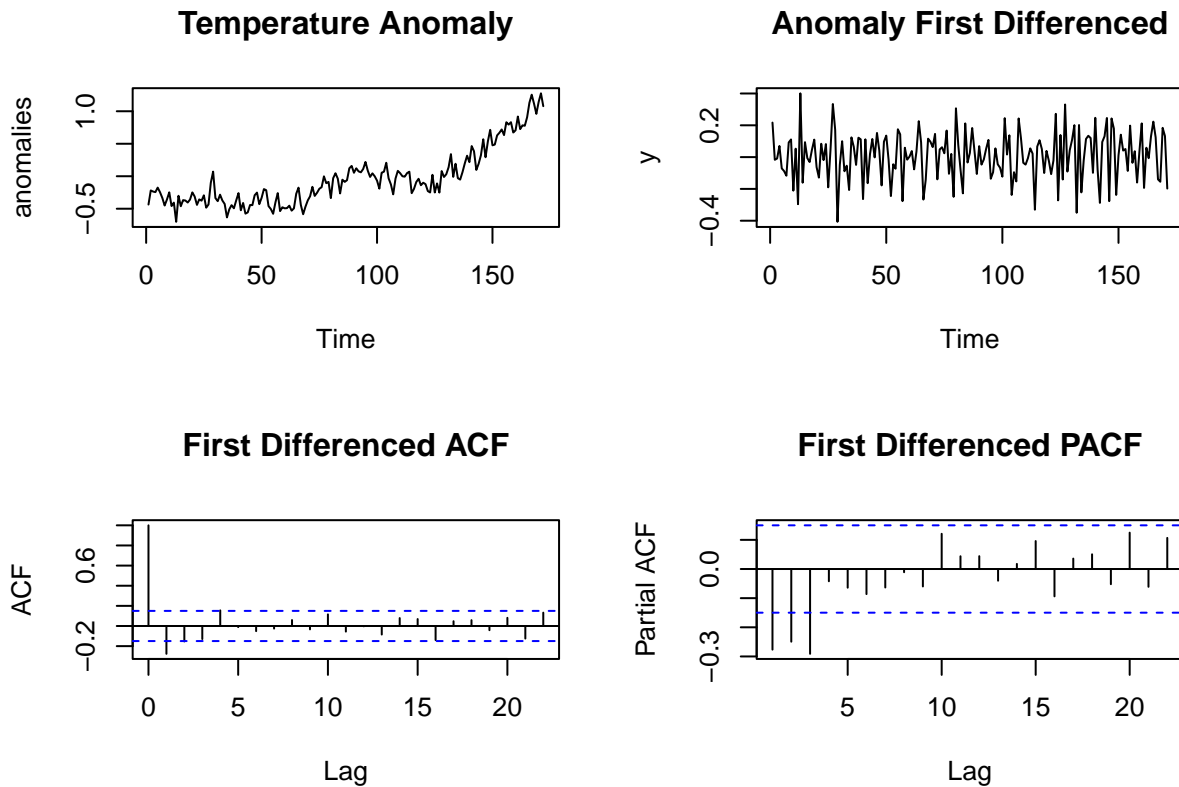 Temperature Anomaly
anomalies
1.0
−0.5
0 50 100 150
Time
Anomaly First Differenced
y
0.2
−0.4
0 50 100 150
Time
First Differenced ACF
ACF
0.6
−0.2
0 5 10 15 20
Lag
First Differenced PACF
Partial ACF
0.0
−0.3
5 10 15 20
Lag